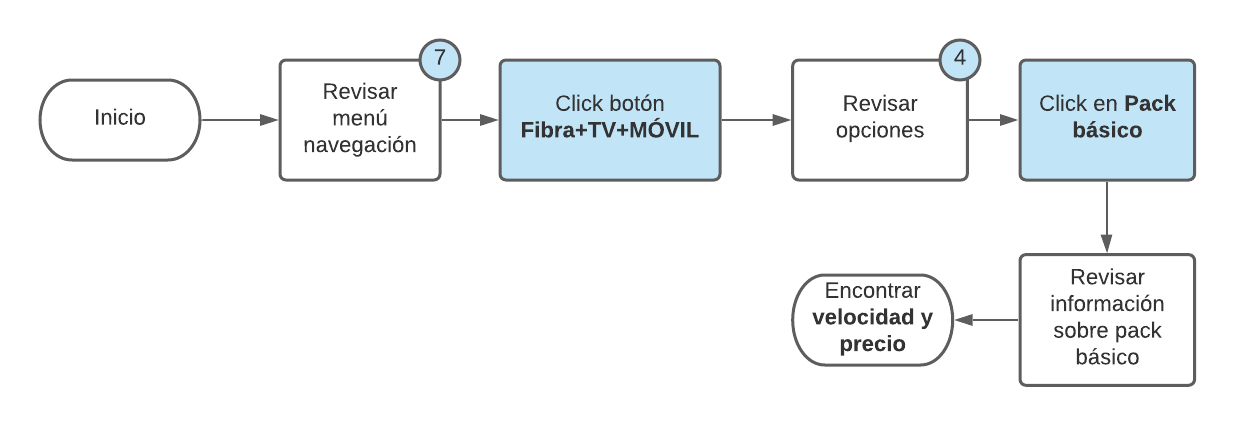 Inicio
Revisar
menú
navegación
7
Click botón
Fibra+TV+MÓVIL
Revisar
opciones
4
Click en Pack
básico
Revisar
información
sobre pack
básico
Encontrar
velocidad y
precio